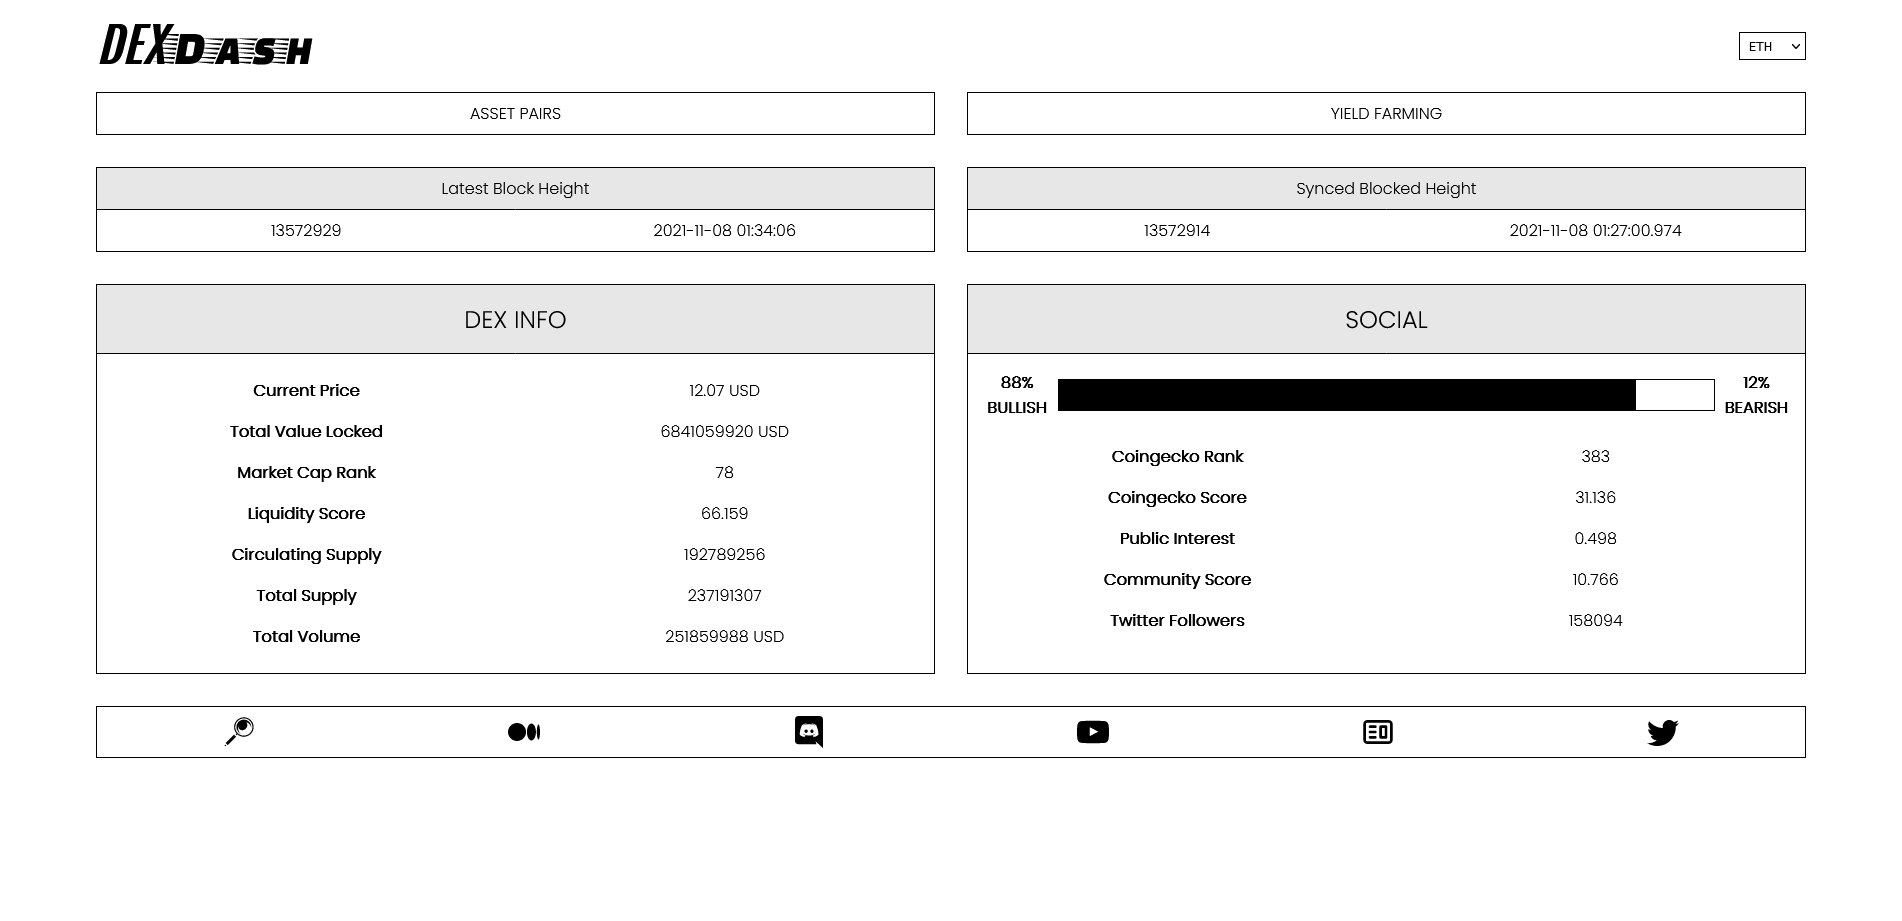 DEXDASH
ETH
ASSET PAIRS
YIELD FARMING
Latest Block Height
13572929 2021-11-08 01:34:06
Synced Blocked Height
13572914 2021-11-08 01:27:00.974
DEX INFO
Current Price 12.07 USD
Total Value Locked 6841059920 USD
Market Cap Rank 78
Liquidity Score 66.159
Circulating Supply 192789256
Total Supply 237191307
Total Volume 251859988 USD
SOCIAL
88% BULLISH
12% BEARISH
Coingecko Rank 383
Coingecko Score 31.136
Public Interest 0.498
Community Score 10.766
Twitter Followers 158094